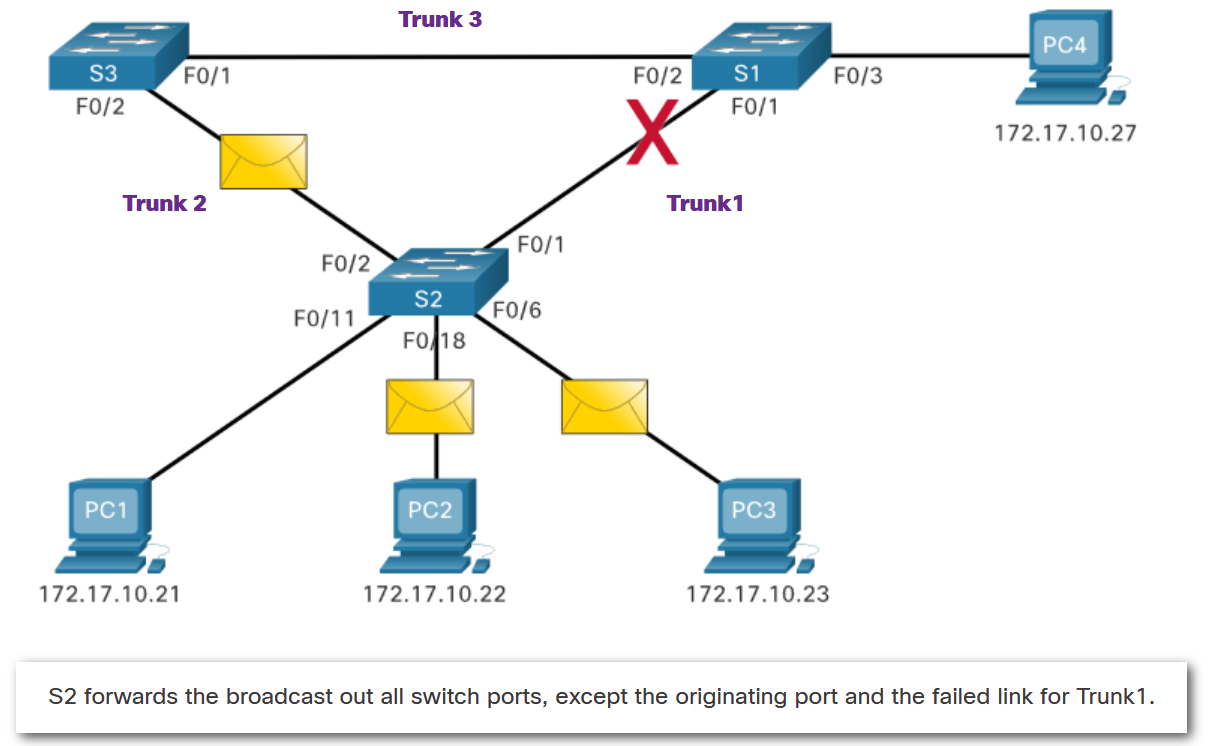 Trunk 3
S3
F0/1
F0/2
S1
F0/3
PC4
F0/2
F0/1
172.17.10.27
Trunk 2
Trunk1
F0/1
F0/2
S2
F0/11
F0/6
F0/18
PC1
PC2
PC3
172.17.10.21
172.17.10.22
172.17.10.23
S2 forwards the broadcast out all switch ports, except the originating port and the failed link for Trunk1.